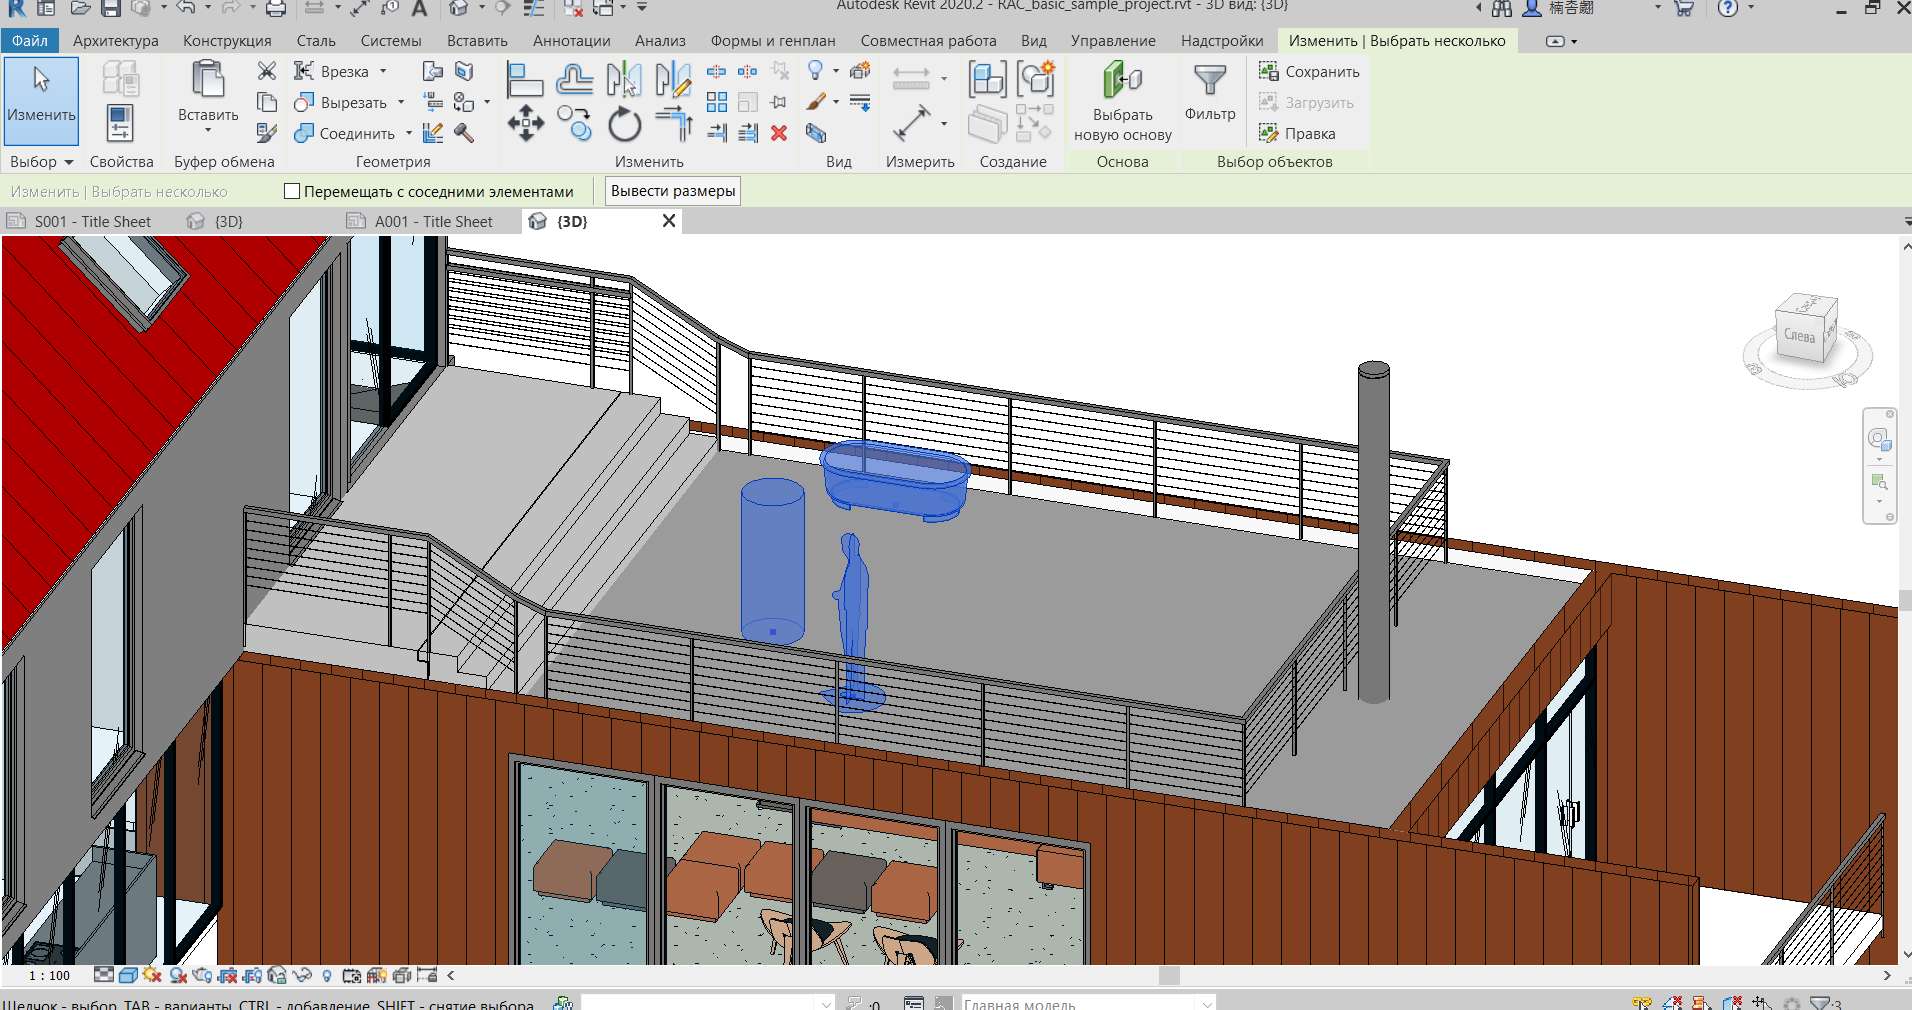 Autodesk Revit 2020.2 - RAC_basic_sample_project.rvt - 3D вид: {3D}
Файл Архитектура Конструкция Сталь Системы Вставить Аннотации Анализ Формы и генплан Совместная работа Вид Управление Надстройки Изменить | Выбрать несколько
Изменить
Вставить
Врезка
Вырезать
Соединить
Выбрать
новую основу
Фильтр
Сохранить
Загрузить
Правка
Выбор Свойства Буфер обмена Геометрия Изменить Вид Измерить Создание Основа Выбор объектов
Изменить | Выбрать несколько Перемещать с соседними элементами Вывести размеры
S001 - Title Sheet {3D} A001 - Title Sheet {3D}
Слева
1 : 100
Щелчок - выбор, TAB - варианты, CTRL - добавление, SHIFT - снятие выбора :0 Главная модель :3